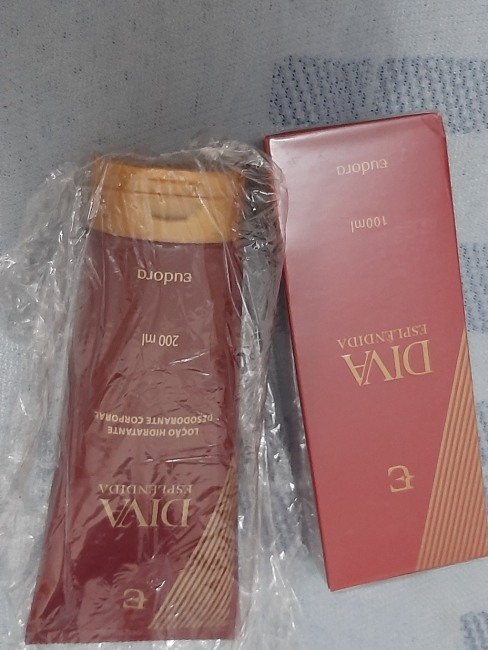 Ɛ
DIVA
ESPLÊNDIDA
LOÇÃO HIDRATANTE
DESODORANTE CORPORAL
200 ml
eudora
Ɛ
DIVA
ESPLÊNDIDA
100ml
eudora